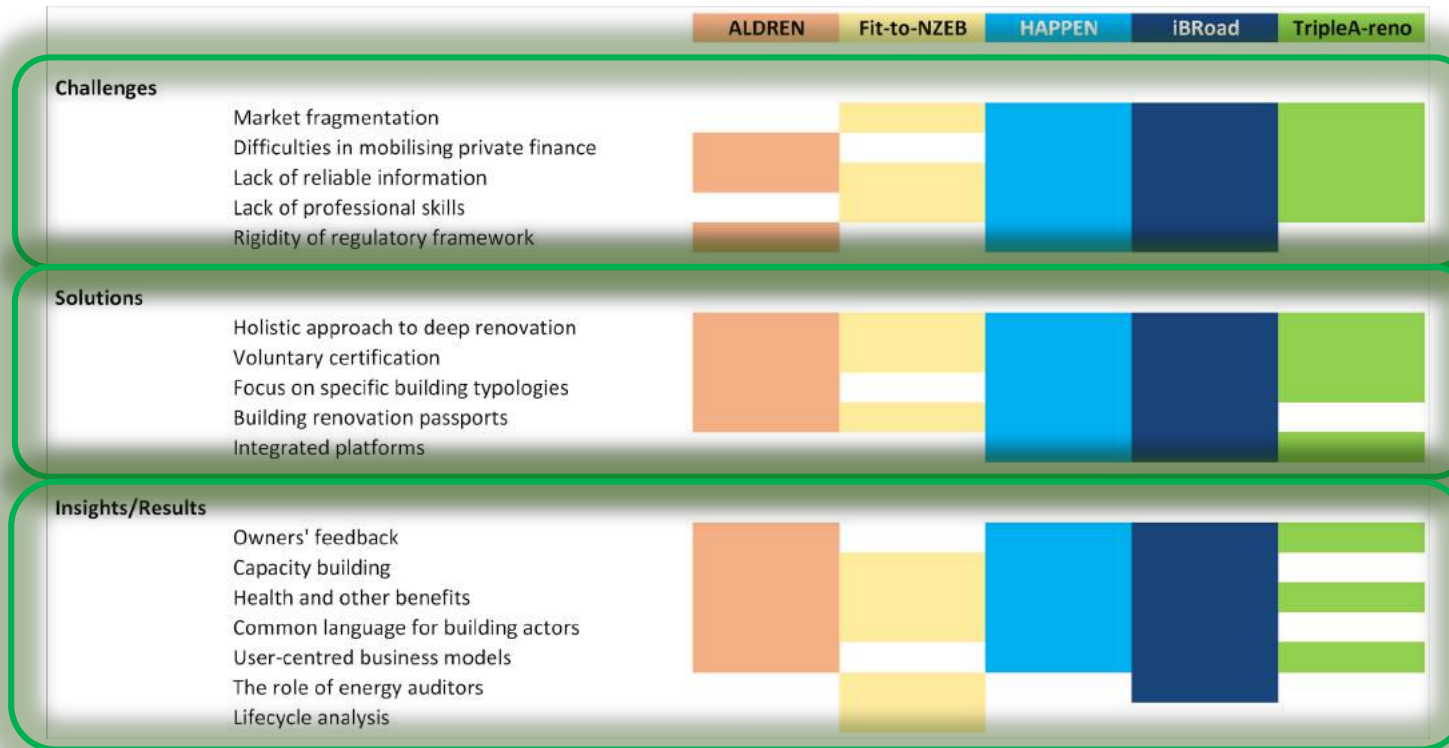 ALDREN Fit-to-NZEB HAPPEN iBRoad TripleA-reno
Challenges
Market fragmentation
Difficulties in mobilising private finance
Lack of reliable information
Lack of professional skills
Rigidity of regulatory framework
Solutions
Holistic approach to deep renovation
Voluntary certification
Focus on specific building typologies
Building renovation passports
Integrated platforms
Insights/Results
Owners' feedback
Capacity building
Health and other benefits
Common language for building actors
User-centred business models
The role of energy auditors
Lifecycle analysis